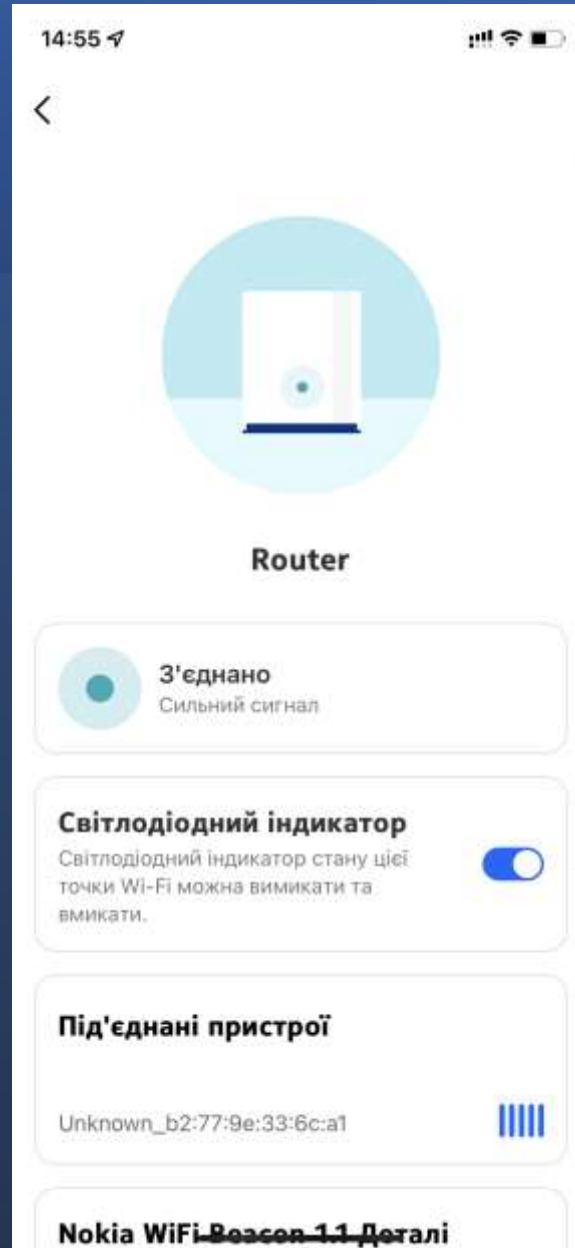 14:55
Router
З'єднано
Сильний сигнал
Світлодіодний індикатор
Світлодіодний індикатор стану цієї
точки Wi-Fi можна вимикати та
вмикати.
Під'єднані пристрої
Unknown_b2:77:9e:33:6c:a1
Nokia WiFi Beacon 1.1 Деталі